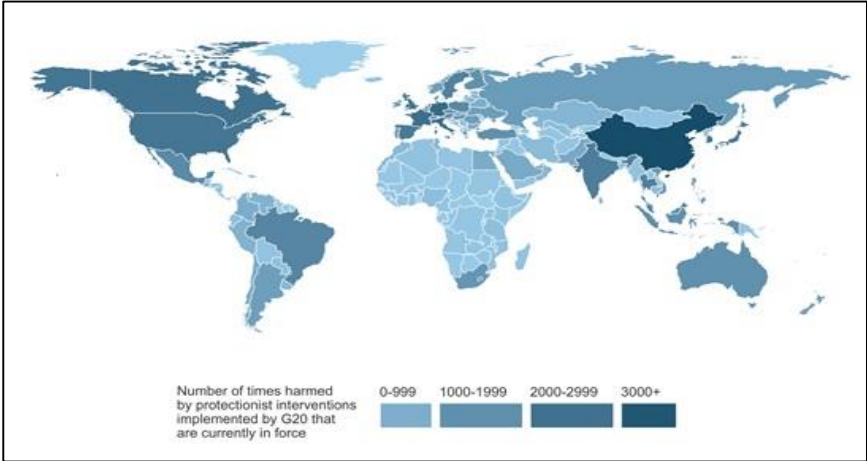 Number of times harmed
by protectionist interventions
implemented by G20 that
are currently in force
0-999 1000-1999 2000-2999 3000+